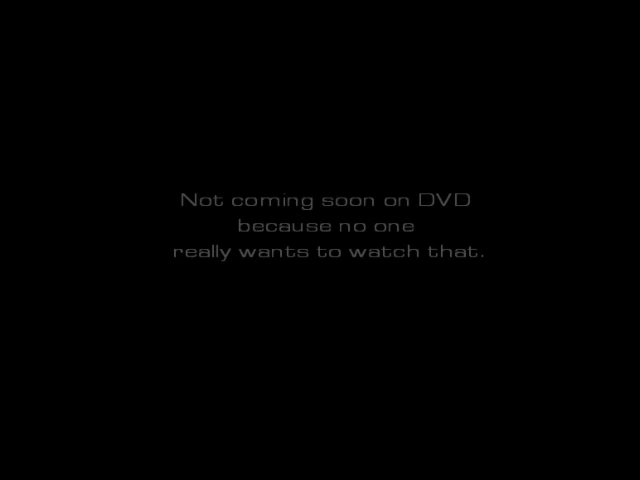 Not coming soon on DVD
because no one
really wants to watch that.